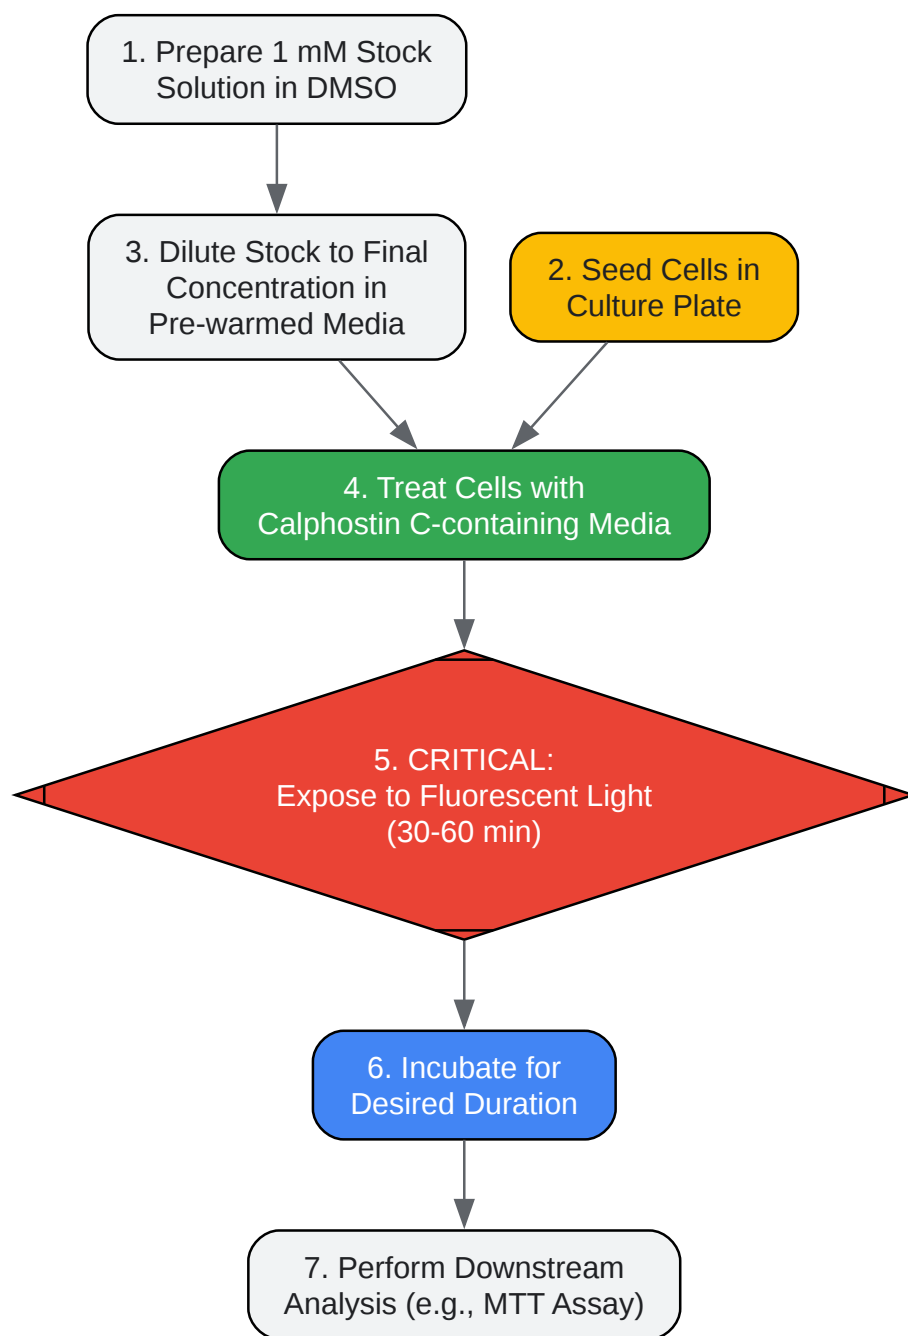 1. Prepare 1 mM Stock
Solution in DMSO
3. Dilute Stock to Final
Concentration in
Pre-warmed Media
2. Seed Cells in
Culture Plate
4. Treat Cells with
Calphostin C-containing Media
5. CRITICAL:
Expose to Fluorescent Light
(30-60 min)
6. Incubate for
Desired Duration
7. Perform Downstream
Analysis (e.g., MTT Assay)